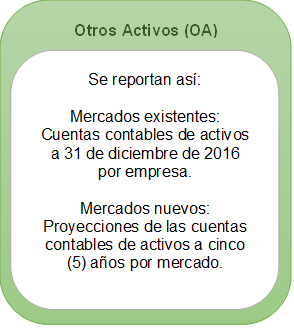 Otros Activos (OA)
Se reportan así:
Mercados existentes:
Cuentas contables de activos
a 31 de diciembre de 2016
por empresa.
Mercados nuevos:
Proyecciones de las cuentas
contables de activos a cinco
(5) años por mercado.